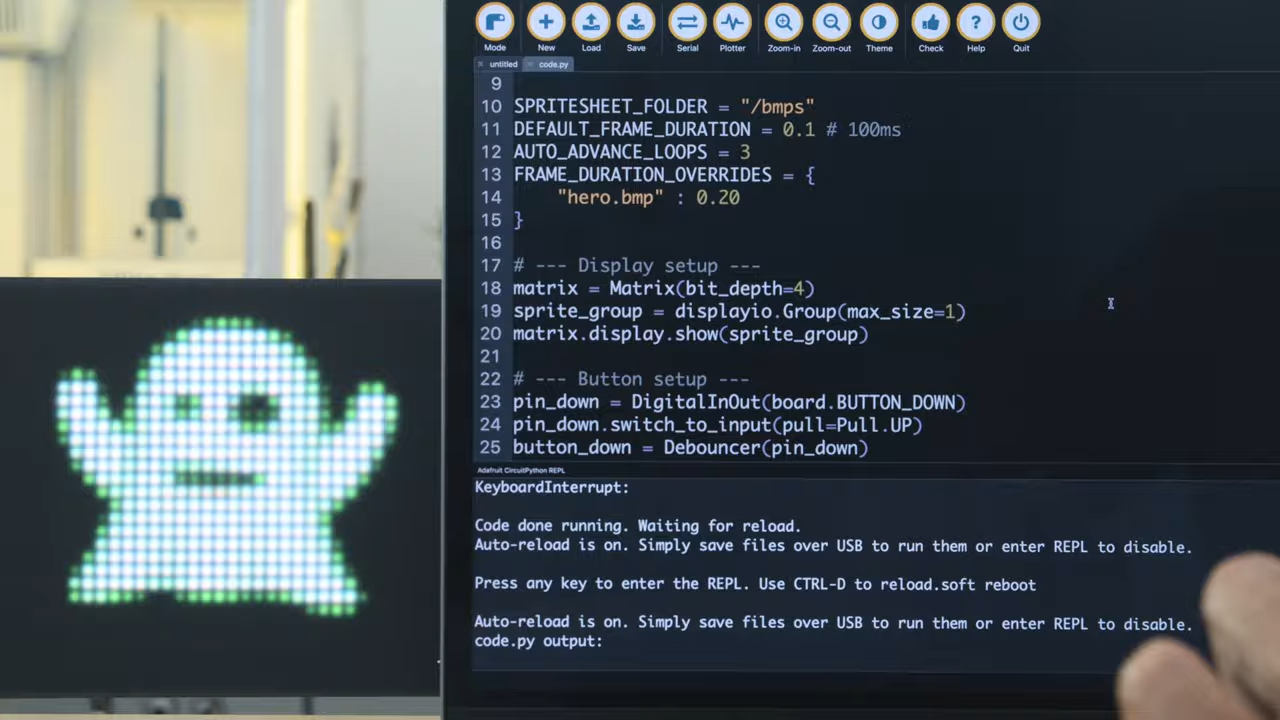 Mode New Load Save Serial Plotter Zoom-in Zoom-out Theme Check Help Quit
untitled code.py
9
10 SPRITESHEET_FOLDER = "/bmps"
11 DEFAULT_FRAME_DURATION = 0.1 # 100ms
12 AUTO_ADVANCE_LOOPS = 3
13 FRAME_DURATION_OVERRIDES = {
14 "hero.bmp" : 0.20
15 }
16
17 # --- Display setup ---
18 matrix = Matrix(bit_depth=4)
19 sprite_group = displayio.Group(max_size=1)
20 matrix.display.show(sprite_group)
21
22 # --- Button setup ---
23 pin_down = DigitalInOut(board.BUTTON_DOWN)
24 pin_down.switch_to_input(pull=Pull.UP)
25 button_down = Debouncer(pin_down)
Adafruit CircuitPython REPL
KeyboardInterrupt:
Code done running. Waiting for reload.
Auto-reload is on. Simply save files over USB to run them or enter REPL to disable.
Press any key to enter the REPL. Use CTRL-D to reload.soft reboot
Auto-reload is on. Simply save files over USB to run them or enter REPL to disable.
code.py output: